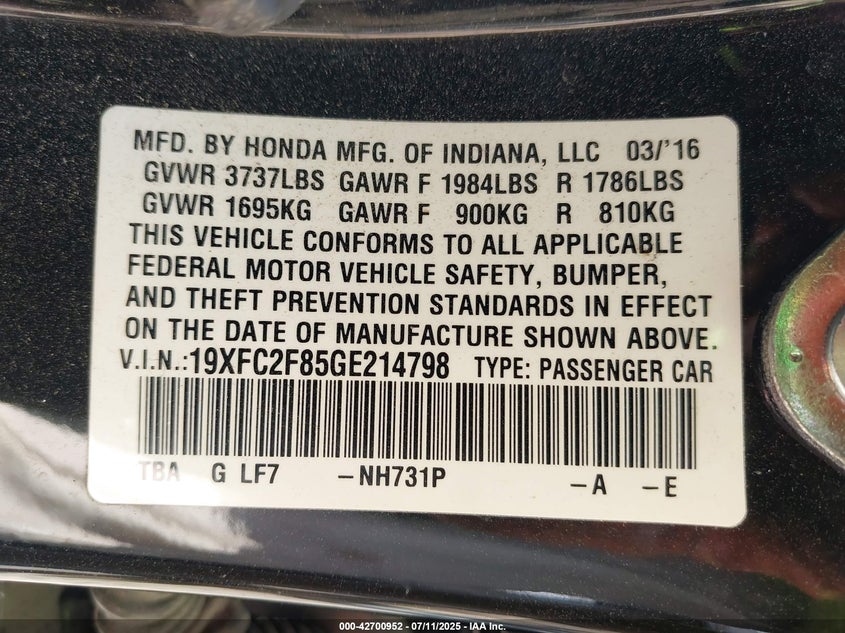 MFD. BY HONDA MFG. OF INDIANA, LLC 03/'16
GVWR 3737LBS GAWR F 1984LBS R 1786LBS
GVWR 1695KG GAWR F 900KG R 810KG
THIS VEHICLE CONFORMS TO ALL APPLICABLE
FEDERAL MOTOR VEHICLE SAFETY, BUMPER,
AND THEFT PREVENTION STANDARDS IN EFFECT
ON THE DATE OF MANUFACTURE SHOWN ABOVE.
V.I.N.:19XFC2F85GE214798 TYPE: PASSENGER CAR
TBA G LF7 –NH731P –A –E
000-42700952 - 07/11/2025 - IAA Inc.